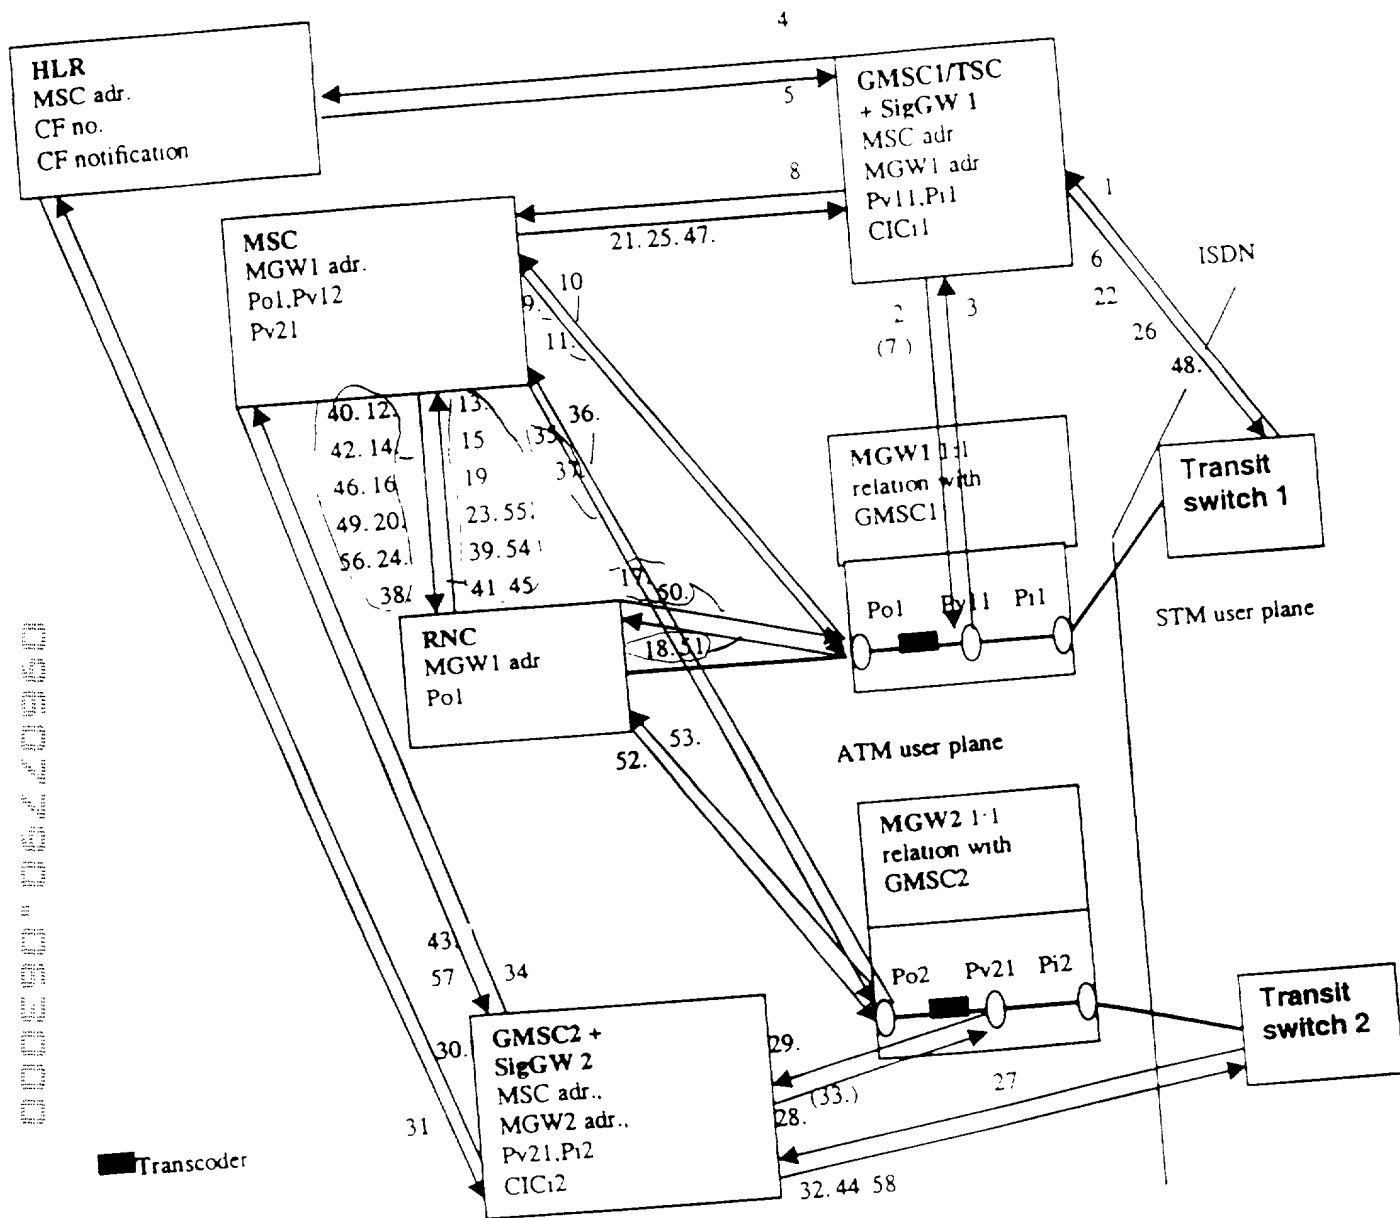 4
HLR
MSC adr.
CF no.
CF notification
5
GMSC1/TSC
+ SigGW 1
MSC adr
MGW1 adr
Pv11,Pi1
CICi1
8
1
MSC
MGW1 adr.
Po1,Pv12
Pv21
21. 25. 47.
6
ISDN
22
10
9.
11.
2
3
(7)
26
48.
40. 12.
13.
36.
42. 14.
15
35.
37.
46. 16
19
49. 20.
23. 55.
56. 24.
39. 54
38.
41. 45
MGW1 1:1
relation with
GMSC1
Transit
switch 1
17.
50.
Po1
Pv11
Pi1
STM user plane
RNC
MGW1 adr
Po1
18. 51
53.
52.
ATM user plane
MGW2 1:1
relation with
GMSC2
43.
57
34
Po2
Pv21
Pi2
Transit
switch 2
GMSC2 +
SigGW 2
MSC adr.,
MGW2 adr.,
Pv21,Pi2
CICi2
30.
29.
(33.)
27
28.
31
Transcoder
32. 44 58